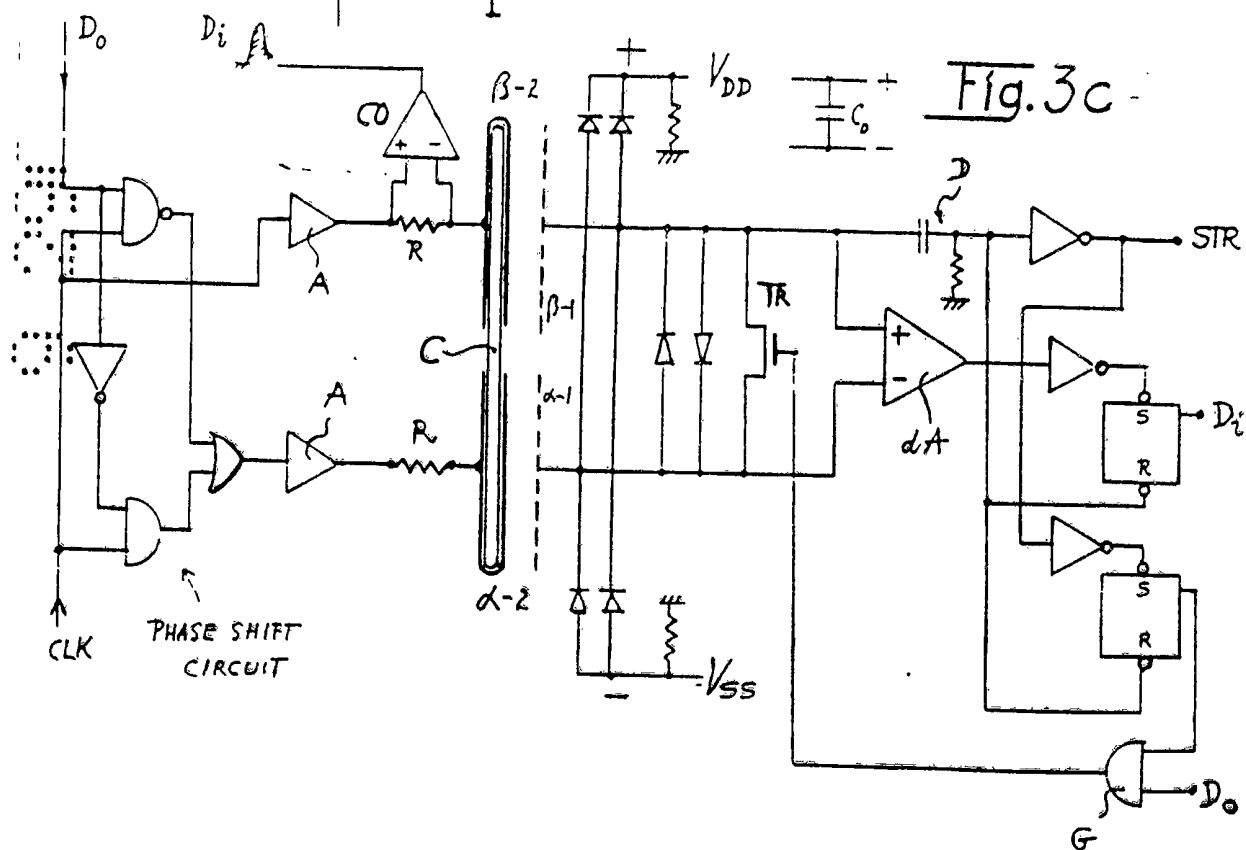 1
D₀
Di
CO
β-2
+
V_DD
+
C₀
-
Fig. 3c
D
+ -
A
R
STR
β-1
TR
C
+
-
α-1
dA
S
Di
R
A
R
S
R
CLK
PHASE SHIFT
CIRCUIT
α-2
-
-V_SS
G
D₀